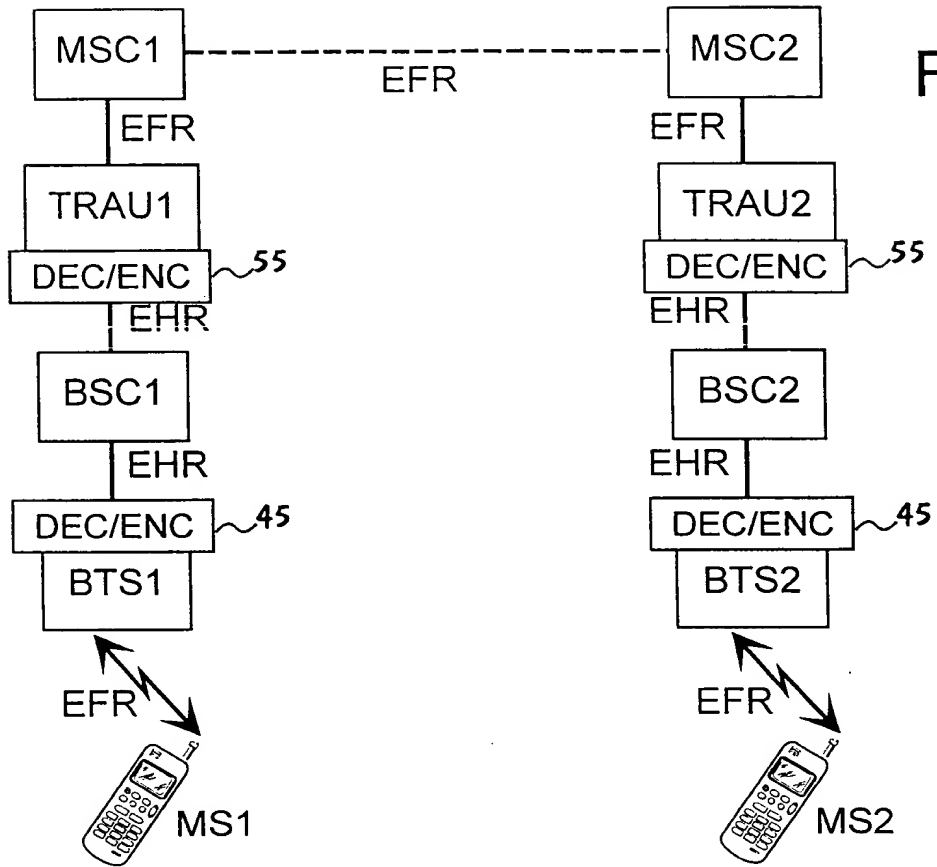 MSC1
MSC2
F
EFR
EFR
EFR
TRAU1
TRAU2
DEC/ENC
55
DEC/ENC
55
EHR
EHR
BSC1
BSC2
EHR
EHR
DEC/ENC
45
DEC/ENC
45
BTS1
BTS2
EFR
EFR
MS1
MS2